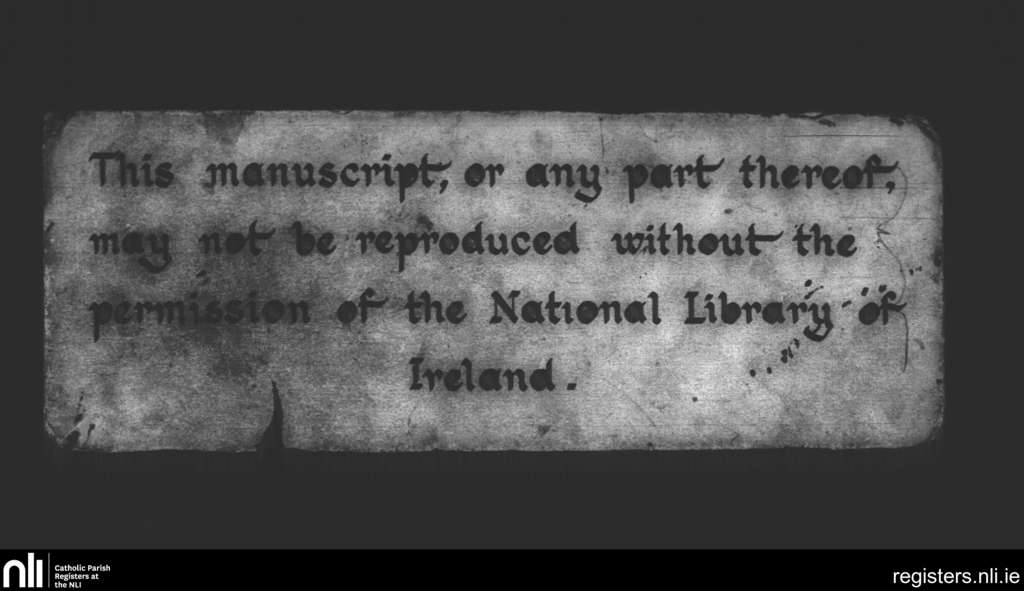 This manuscript, or any part thereof,
may not be reproduced without the
permission of the National Library of
Ireland.
nli
Catholic Parish
Registers at
the NLI
registers.nli.ie